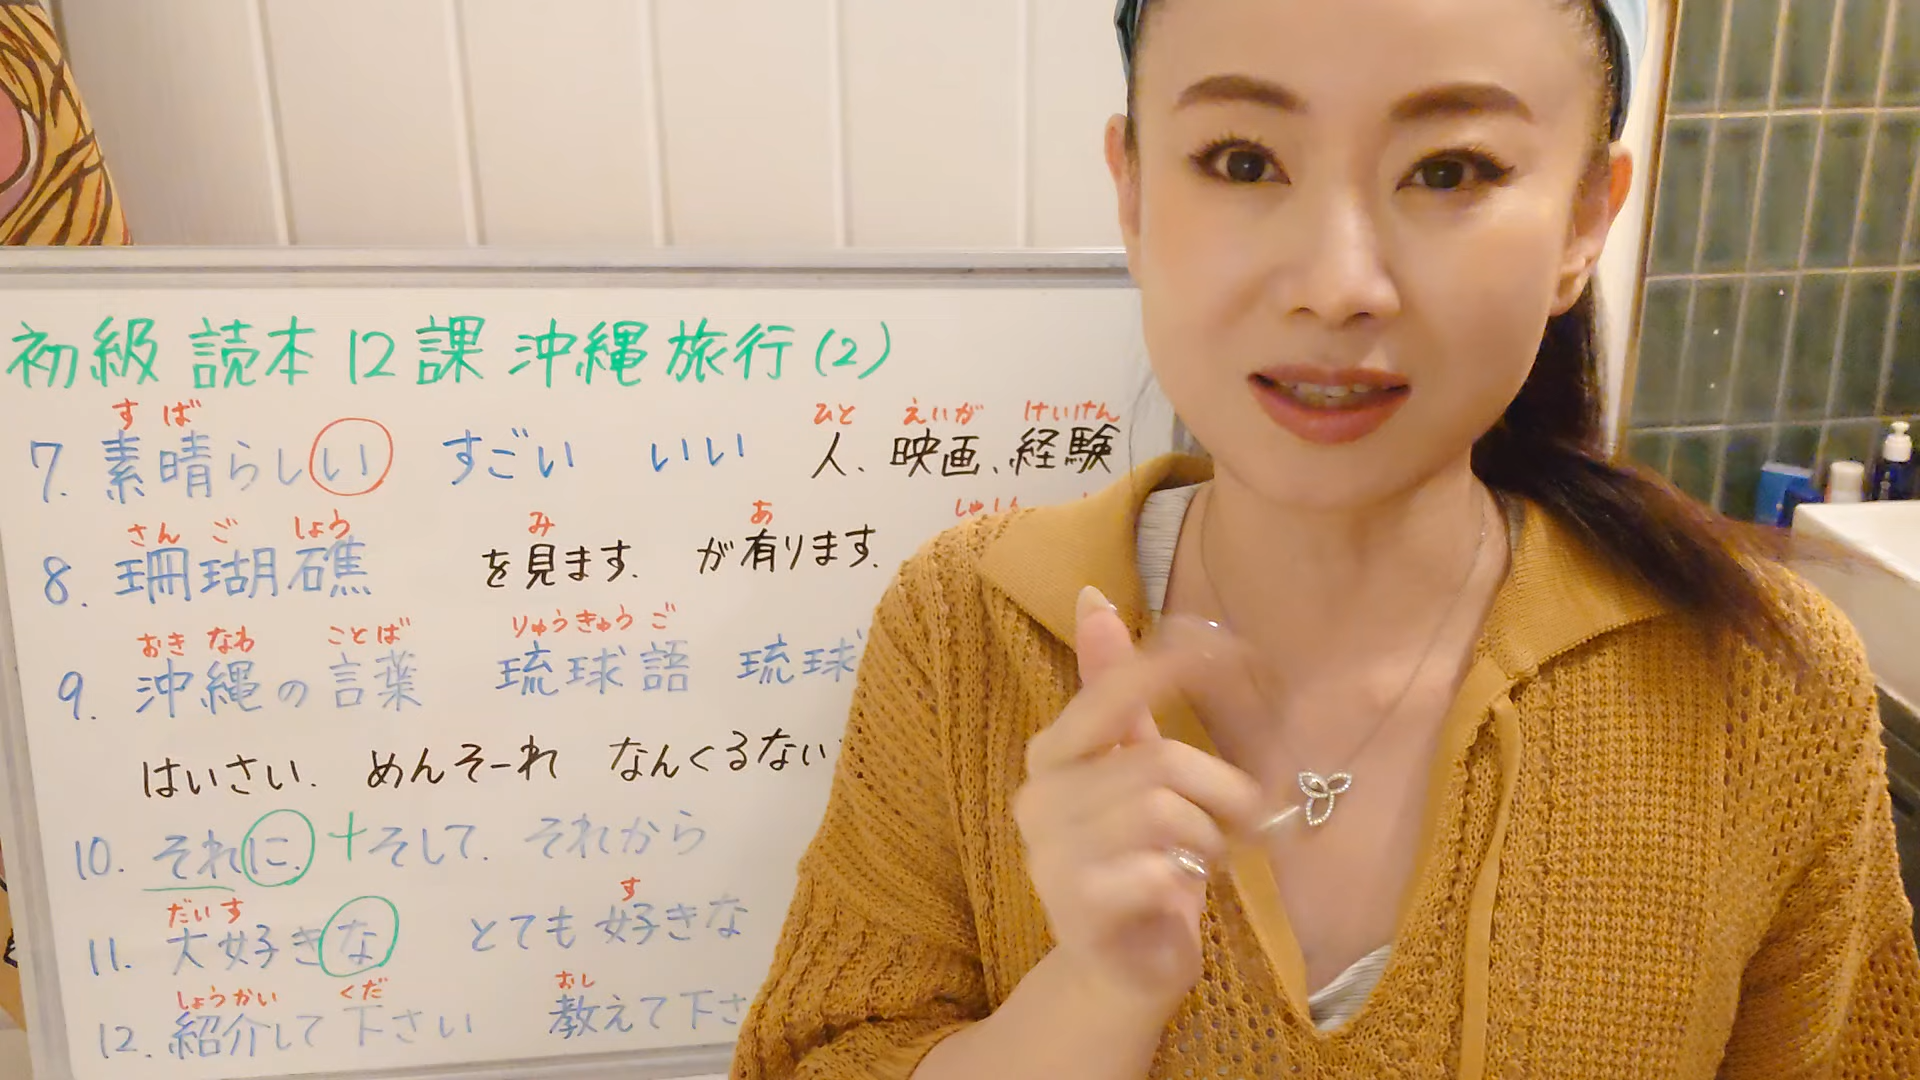 初級 読本 12課 沖縄 旅行 (2)
すば ひと えいが けいけん
7. 素晴らしい すごい いい 人、映画、経験
さんごしょう み あ
8. 珊瑚礁 を見ます. が有ります.
おきなわ ことば りゅうきゅうご
9. 沖縄の言葉 琉球語 琉球
はいさい. めんそーれ なんくるない
10. それに. +そして. それから
だいす す
11. 大好きな とても好きな
しょうかい くだ おし
12. 紹介して下さい 教えて下さ